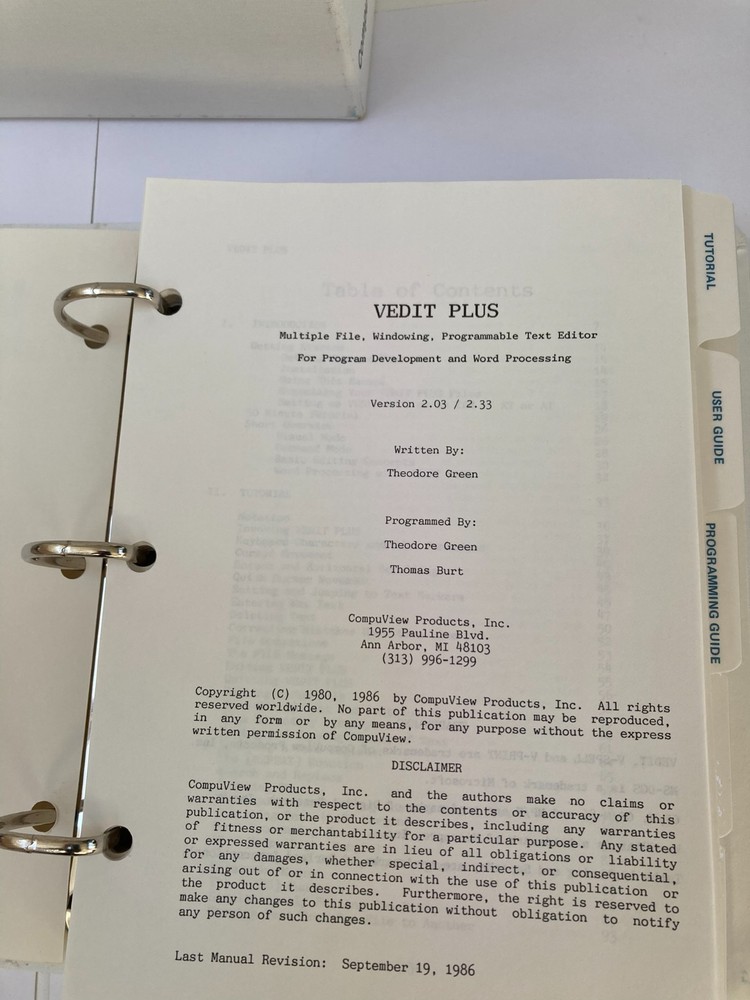 VEDIT PLUS
Multiple File, Windowing, Programmable Text Editor
For Program Development and Word Processing
Version 2.03 / 2.33
Written By:
Theodore Green
Programmed By:
Theodore Green
Thomas Burt
CompuView Products, Inc.
1955 Pauline Blvd.
Ann Arbor, MI 48103
(313) 996-1299
Copyright (C) 1980, 1986 by CompuView Products, Inc. All rights
reserved worldwide. No part of this publication may be reproduced,
in any form or by any means, for any purpose without the express
written permission of CompuView.
DISCLAIMER
CompuView Products, Inc. and the authors make no claims or
warranties with respect to the contents or accuracy of this
publication, or the product it describes, including any warranties
of fitness or merchantability for a particular purpose. Any stated
or expressed warranties are in lieu of all obligations or liability
for any damages, whether special, indirect, or consequential,
arising out of or in connection with the use of this publication or
the product it describes. Furthermore, the right is reserved to
make any changes to this publication without obligation to notify
any person of such changes.
Last Manual Revision: September 19, 1986
TUTORIAL
USER GUIDE
PROGRAMMING GUIDE